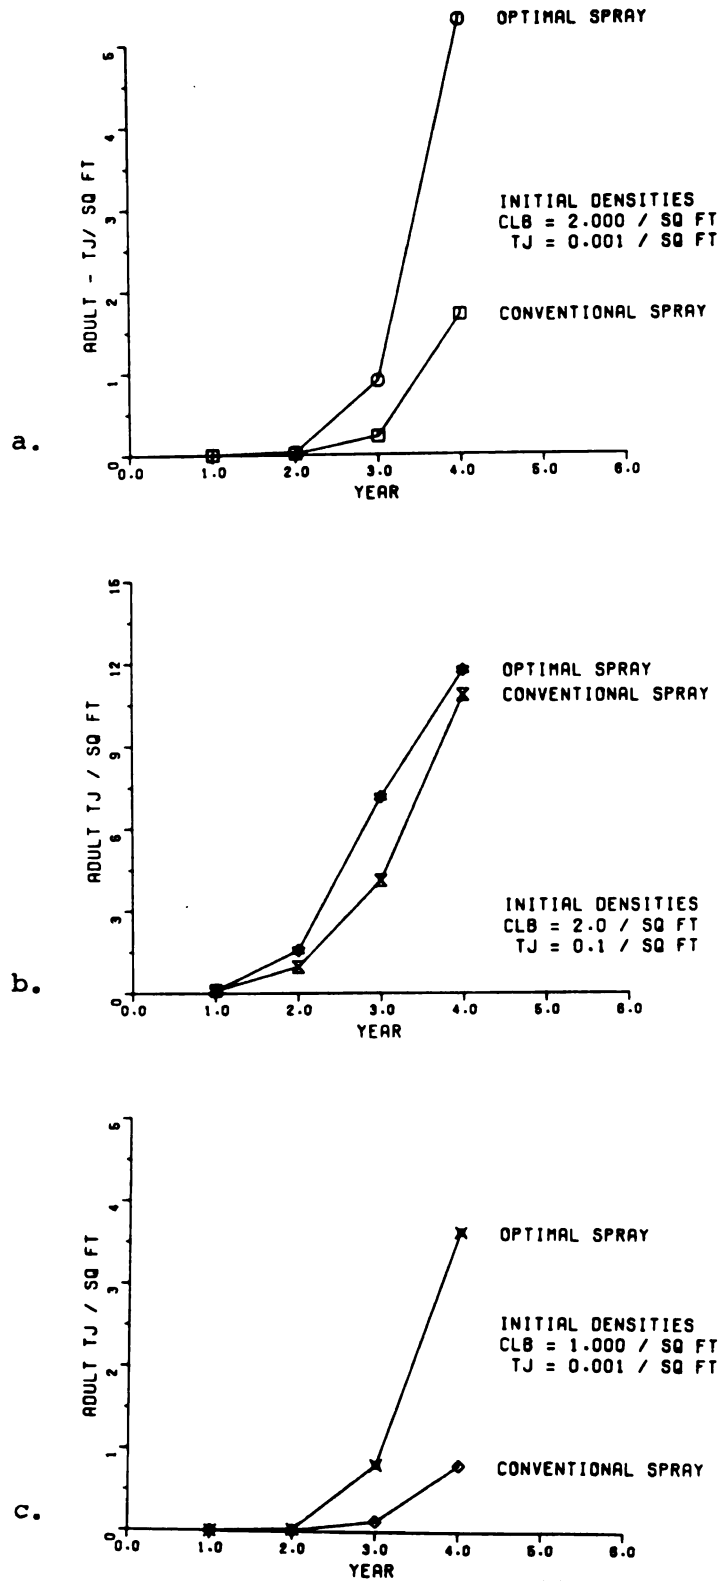 OPTIMAL SPRAY
5
4
3
2
1
0
ADULT - TJ/ SQ FT
INITIAL DENSITIES
CLB = 2.000 / SQ FT
TJ = 0.001 / SQ FT
CONVENTIONAL SPRAY
a.
0.0 1.0 2.0 3.0 4.0 5.0 6.0
YEAR
15
12
9
6
3
0
ADULT TJ / SQ FT
OPTIMAL SPRAY
CONVENTIONAL SPRAY
INITIAL DENSITIES
CLB = 2.0 / SQ FT
TJ = 0.1 / SQ FT
b.
0.0 1.0 2.0 3.0 4.0 5.0 6.0
YEAR
5
4
3
2
1
0
ADULT TJ / SQ FT
OPTIMAL SPRAY
INITIAL DENSITIES
CLB = 1.000 / SQ FT
TJ = 0.001 / SQ FT
CONVENTIONAL SPRAY
c.
0.0 1.0 2.0 3.0 4.0 5.0 6.0
YEAR